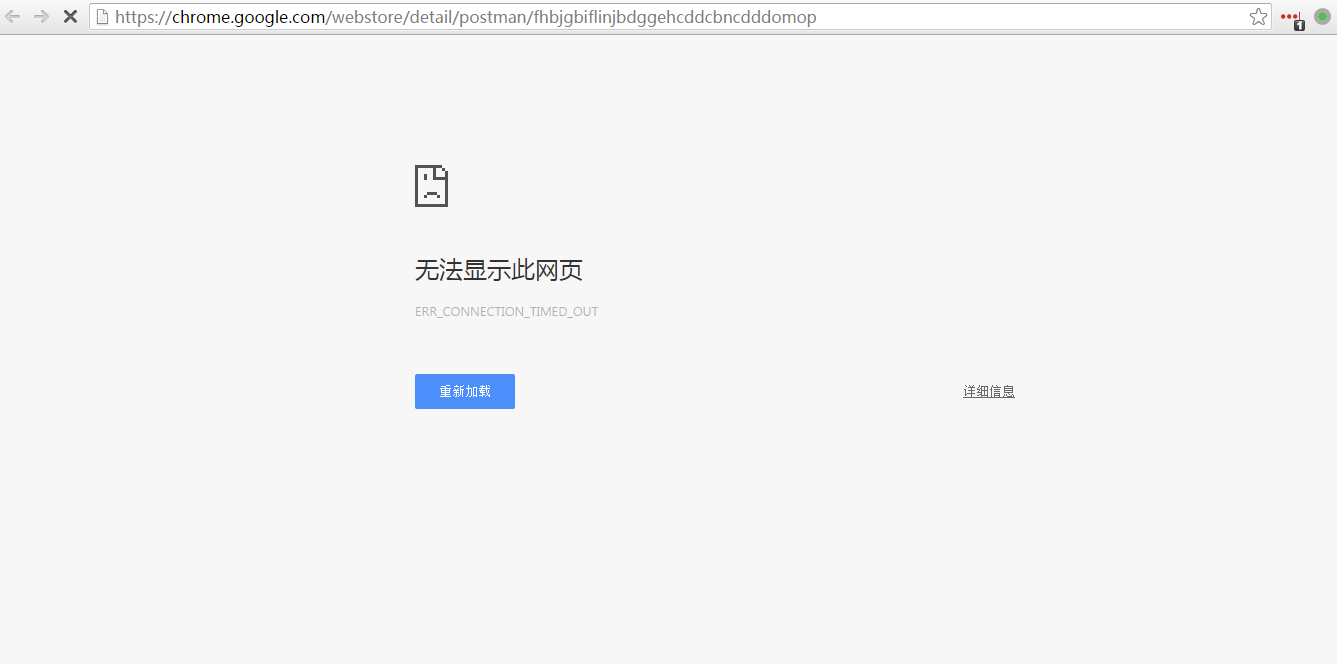 https://chrome.google.com/webstore/detail/postman/fhbjgbiflinjbdggehcddcbncdddomop
1
无法显示此网页
ERR_CONNECTION_TIMED_OUT
重新加载 详细信息